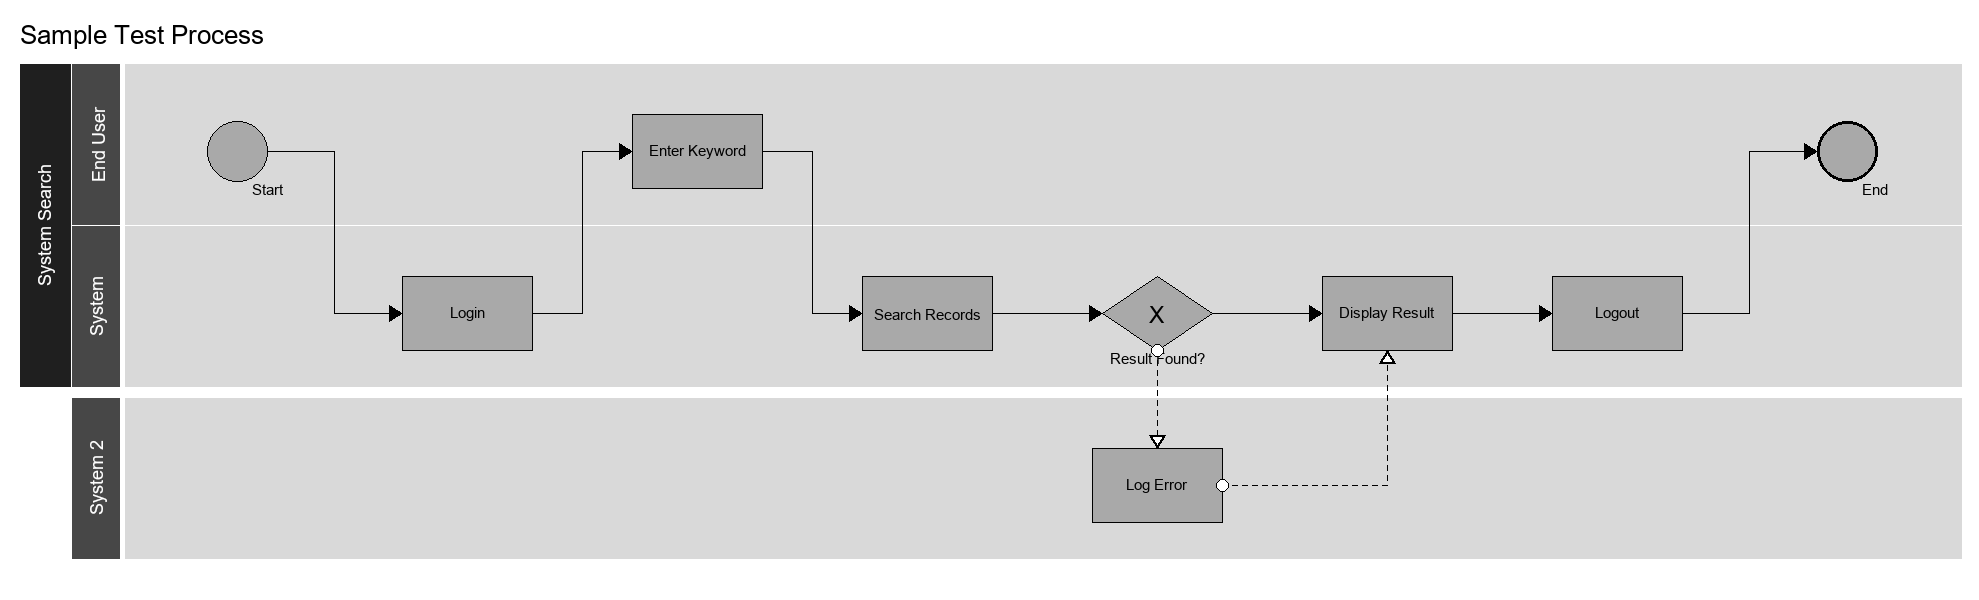 Sample Test Process
System Search
End User
Start
Enter Keyword
End
System
Login
Search Records
X
Result Found?
Display Result
Logout
System 2
Log Error